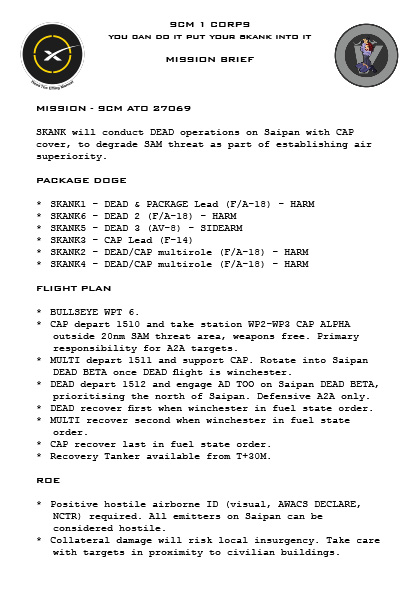 SCM 1 CORPS
YOU CAN DO IT PUT YOUR SKANK INTO IT
MISSION BRIEF
MISSION - SCM ATO 27069
SKANK will conduct DEAD operations on Saipan with CAP
cover, to degrade SAM threat as part of establishing air
superiority.
PACKAGE DOGE
* SKANK1 – DEAD & PACKAGE Lead (F/A-18) – HARM
* SKANK6 – DEAD 2 (F/A-18) – HARM
* SKANK5 – DEAD 3 (AV-8) – SIDEARM
* SKANK3 – CAP Lead (F-14)
* SKANK2 – DEAD/CAP multirole (F/A-18) – HARM
* SKANK4 – DEAD/CAP multirole (F/A-18) – HARM
FLIGHT PLAN
* BULLSEYE WPT 6.
* CAP depart 1510 and take station WP2-WP3 CAP ALPHA
outside 20nm SAM threat area, weapons free. Primary
responsibility for A2A targets.
* MULTI depart 1511 and support CAP. Rotate into Saipan
DEAD BETA once DEAD flight is winchester.
* DEAD depart 1512 and engage AD TOO on Saipan DEAD BETA,
prioritising the north of Saipan. Defensive A2A only.
* DEAD recover first when winchester in fuel state order.
* MULTI recover second when winchester in fuel state
order.
* CAP recover last in fuel state order.
* Recovery Tanker available from T+30M.
ROE
* Positive hostile airborne ID (visual, AWACS DECLARE,
NCTR) required. All emitters on Saipan can be
considered hostile.
* Collateral damage will risk local insurgency. Take care
with targets in proximity to civilian buildings.